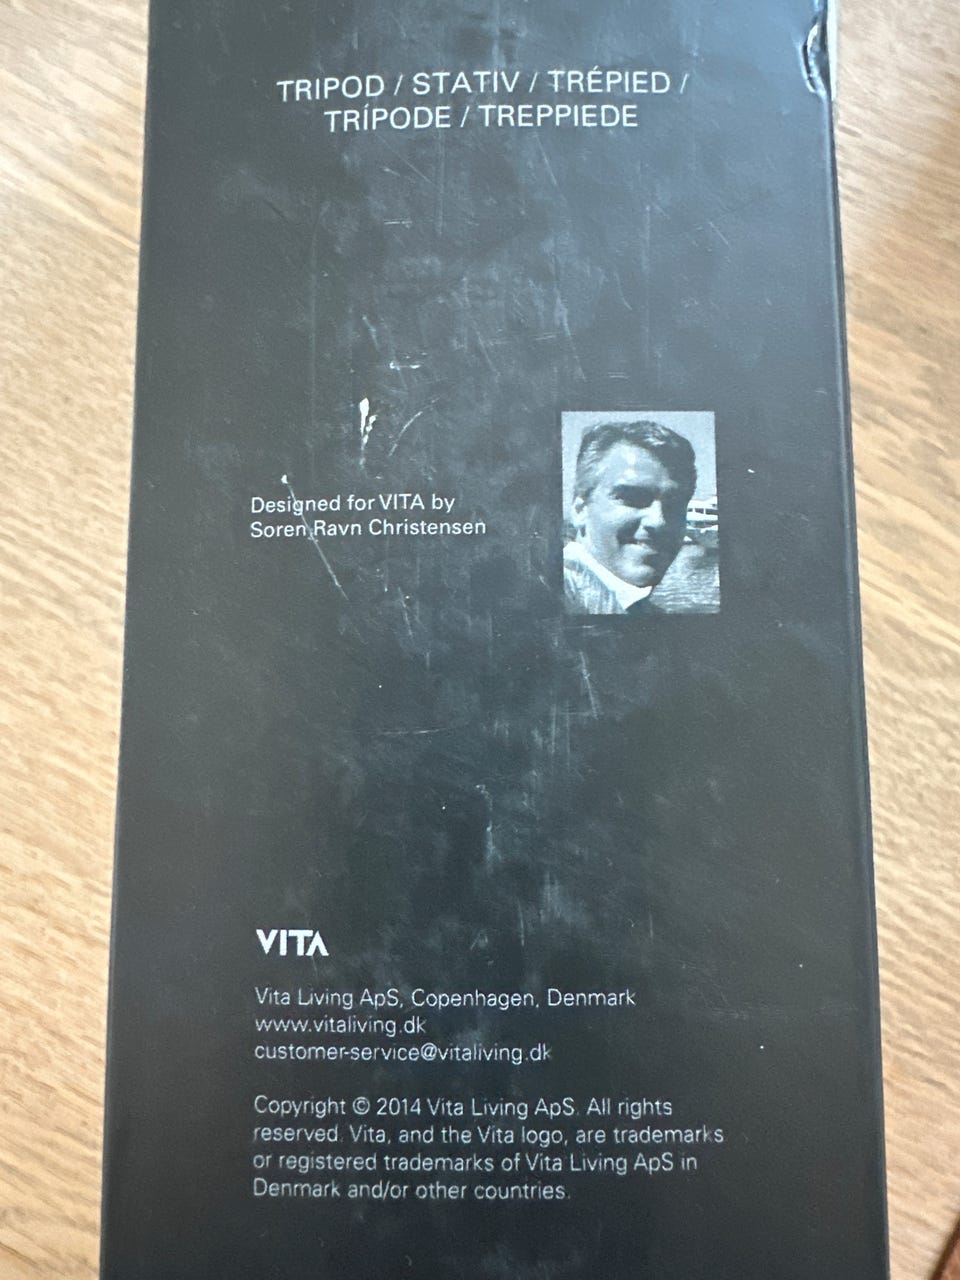 TRIPOD / STATIV / TRÉPIED /
TRÍPODE / TREPPIEDE
Designed for VITA by
Soren Ravn Christensen
VITA
Vita Living ApS, Copenhagen, Denmark
www.vitaliving.dk
customer-service@vitaliving.dk
Copyright © 2014 Vita Living ApS. All rights
reserved. Vita, and the Vita logo, are trademarks
or registered trademarks of Vita Living ApS in
Denmark and/or other countries.